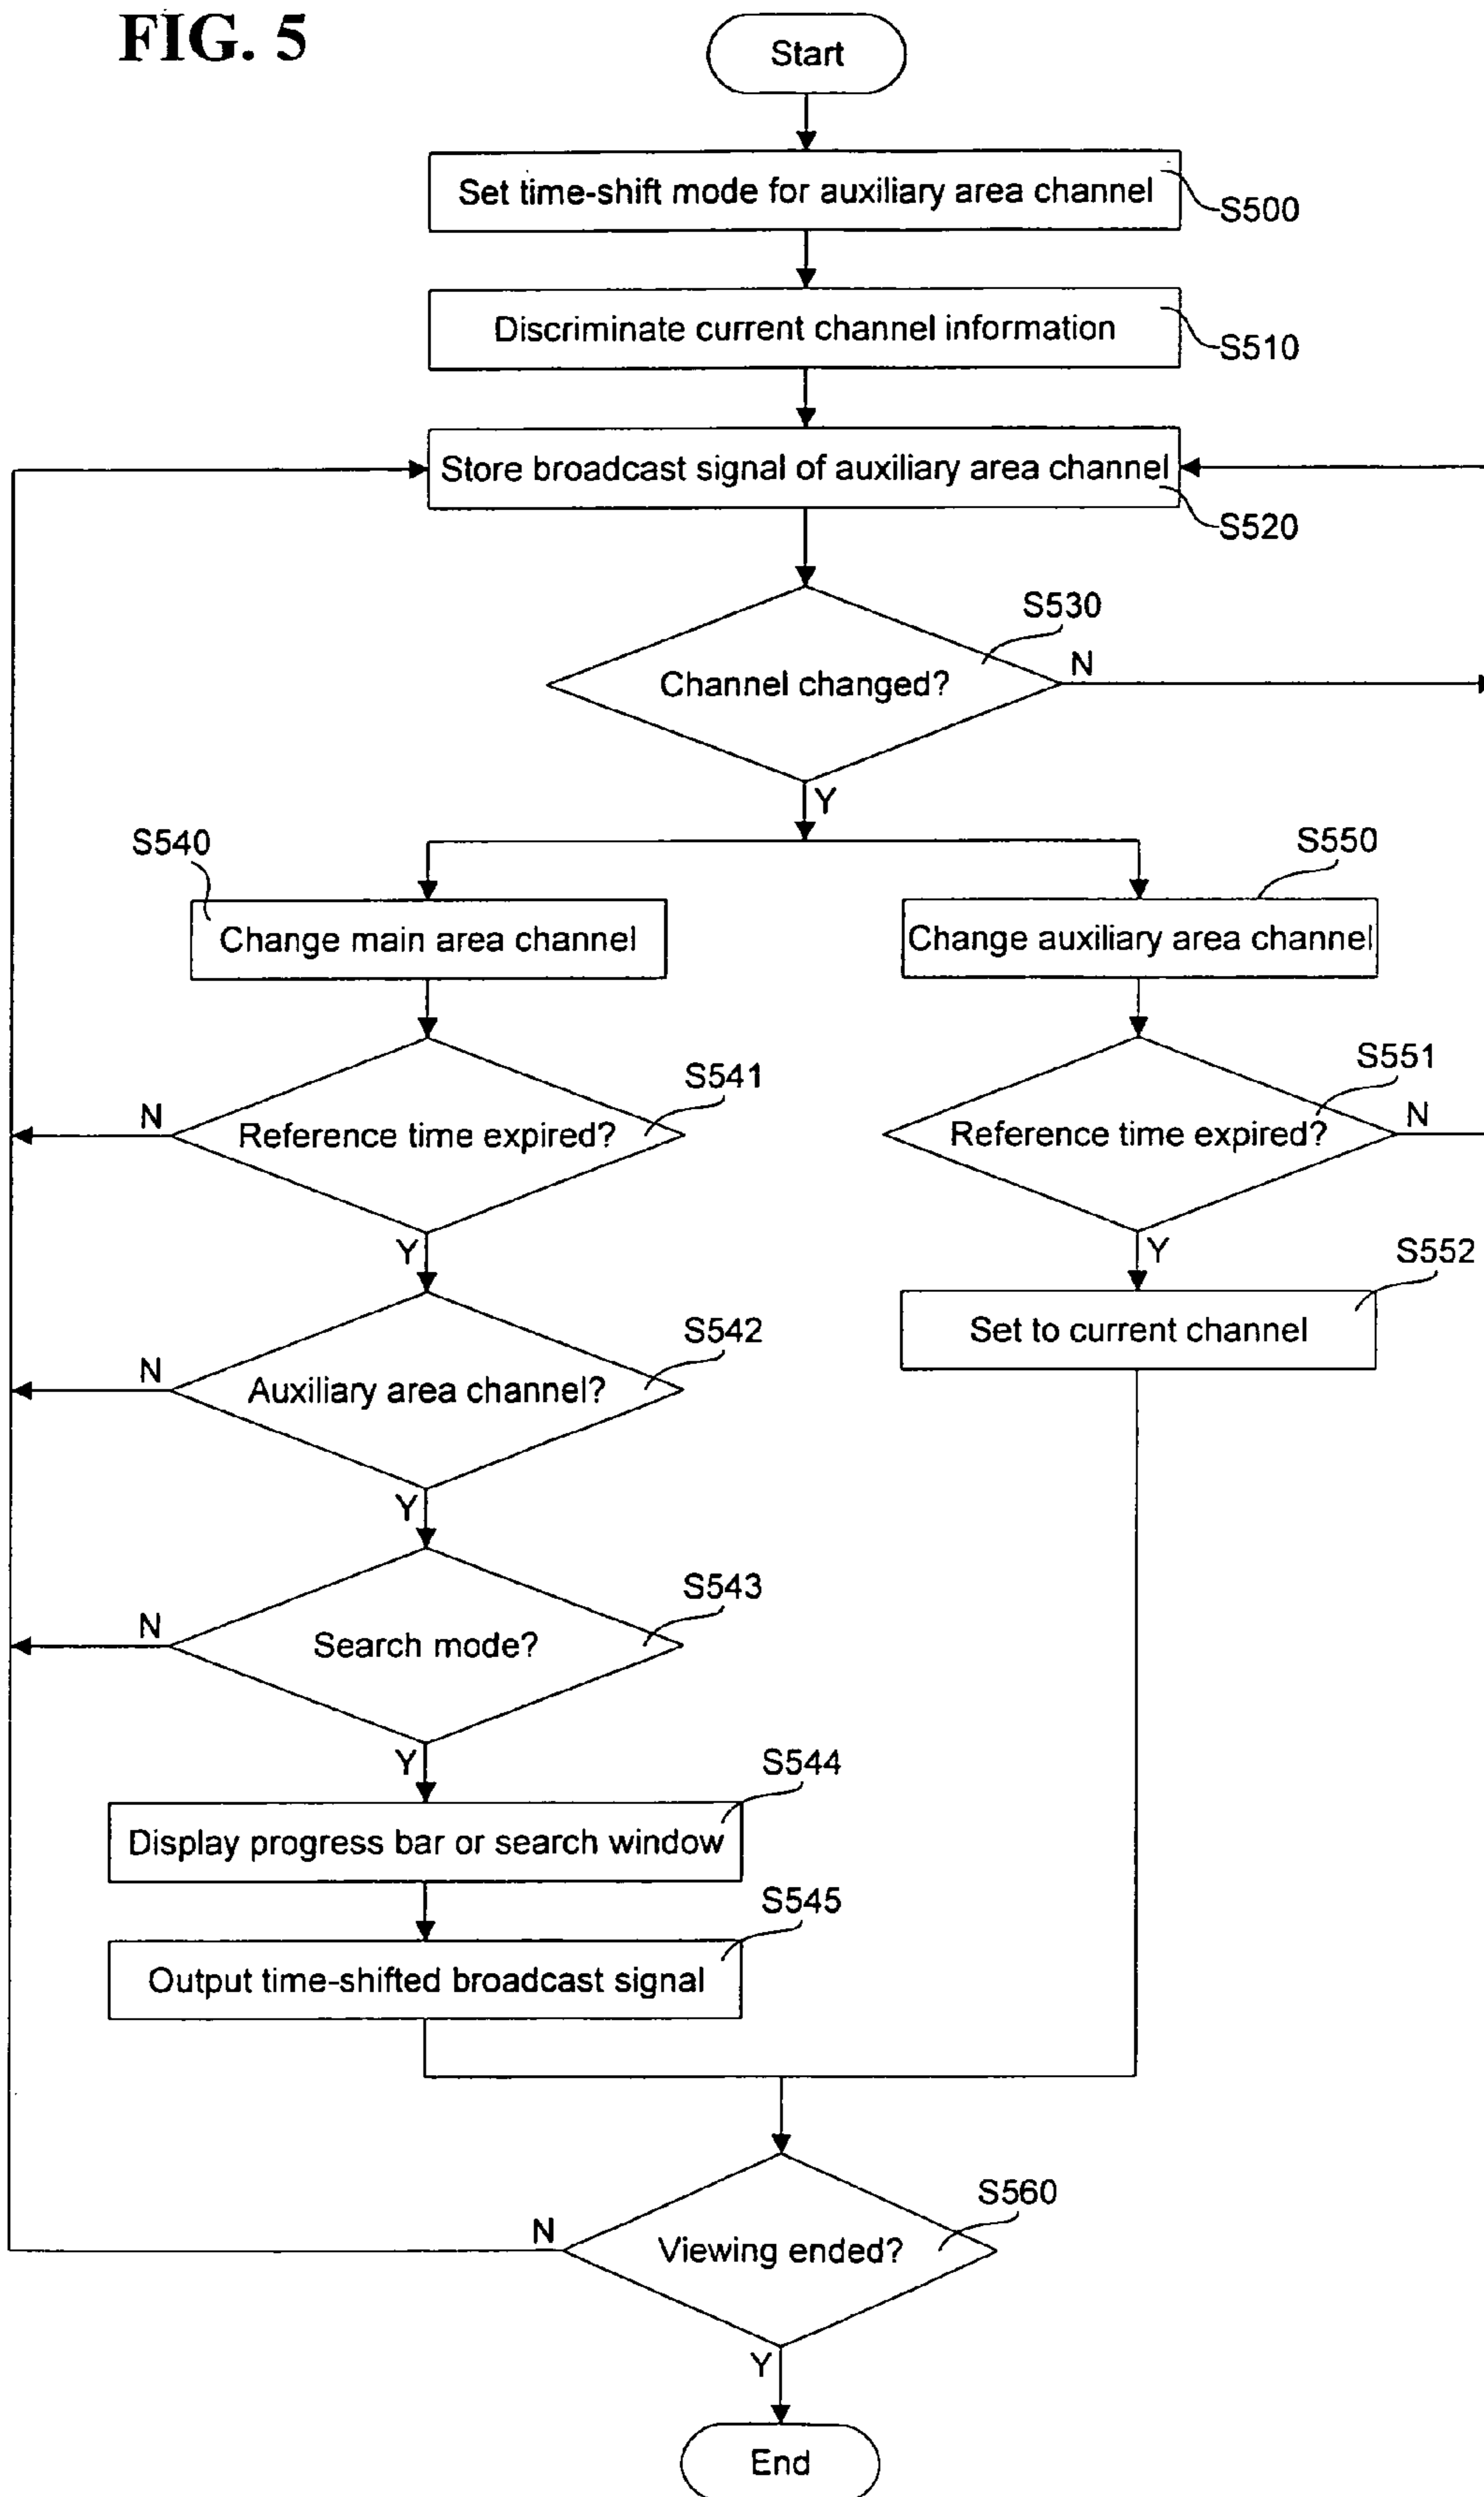 FIG. 5
Start
Set time-shift mode for auxiliary area channel
S500
Discriminate current channel information
S510
Store broadcast signal of auxiliary area channel
S520
S530
Channel changed?
N
Y
S540
S550
Change main area channel
Change auxiliary area channel
S541
S551
N
Reference time expired?
Reference time expired?
N
Y
Y
S542
S552
N
Auxiliary area channel?
Set to current channel
Y
S543
N
Search mode?
Y
S544
Display progress bar or search window
S545
Output time-shifted broadcast signal
S560
N
Viewing ended?
Y
End